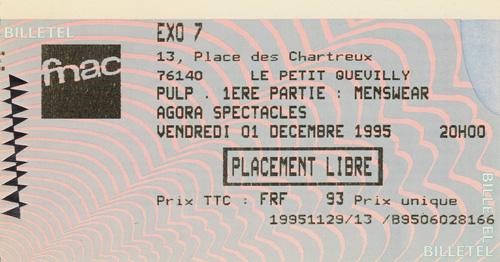 BILLETEL
EXO 7
fnac
13, Place des Chartreux
76140 LE PETIT QUEVILLY
PULP . 1ERE PARTIE : MENSWEAR
AGORA SPECTACLES
VENDREDI 01 DECEMBRE 1995 20H00
PLACEMENT LIBRE
Prix TTC : FRF 93 Prix unique
19951129/13 /B9506028166
BILLETEL
BILLETEL
BILLETEL